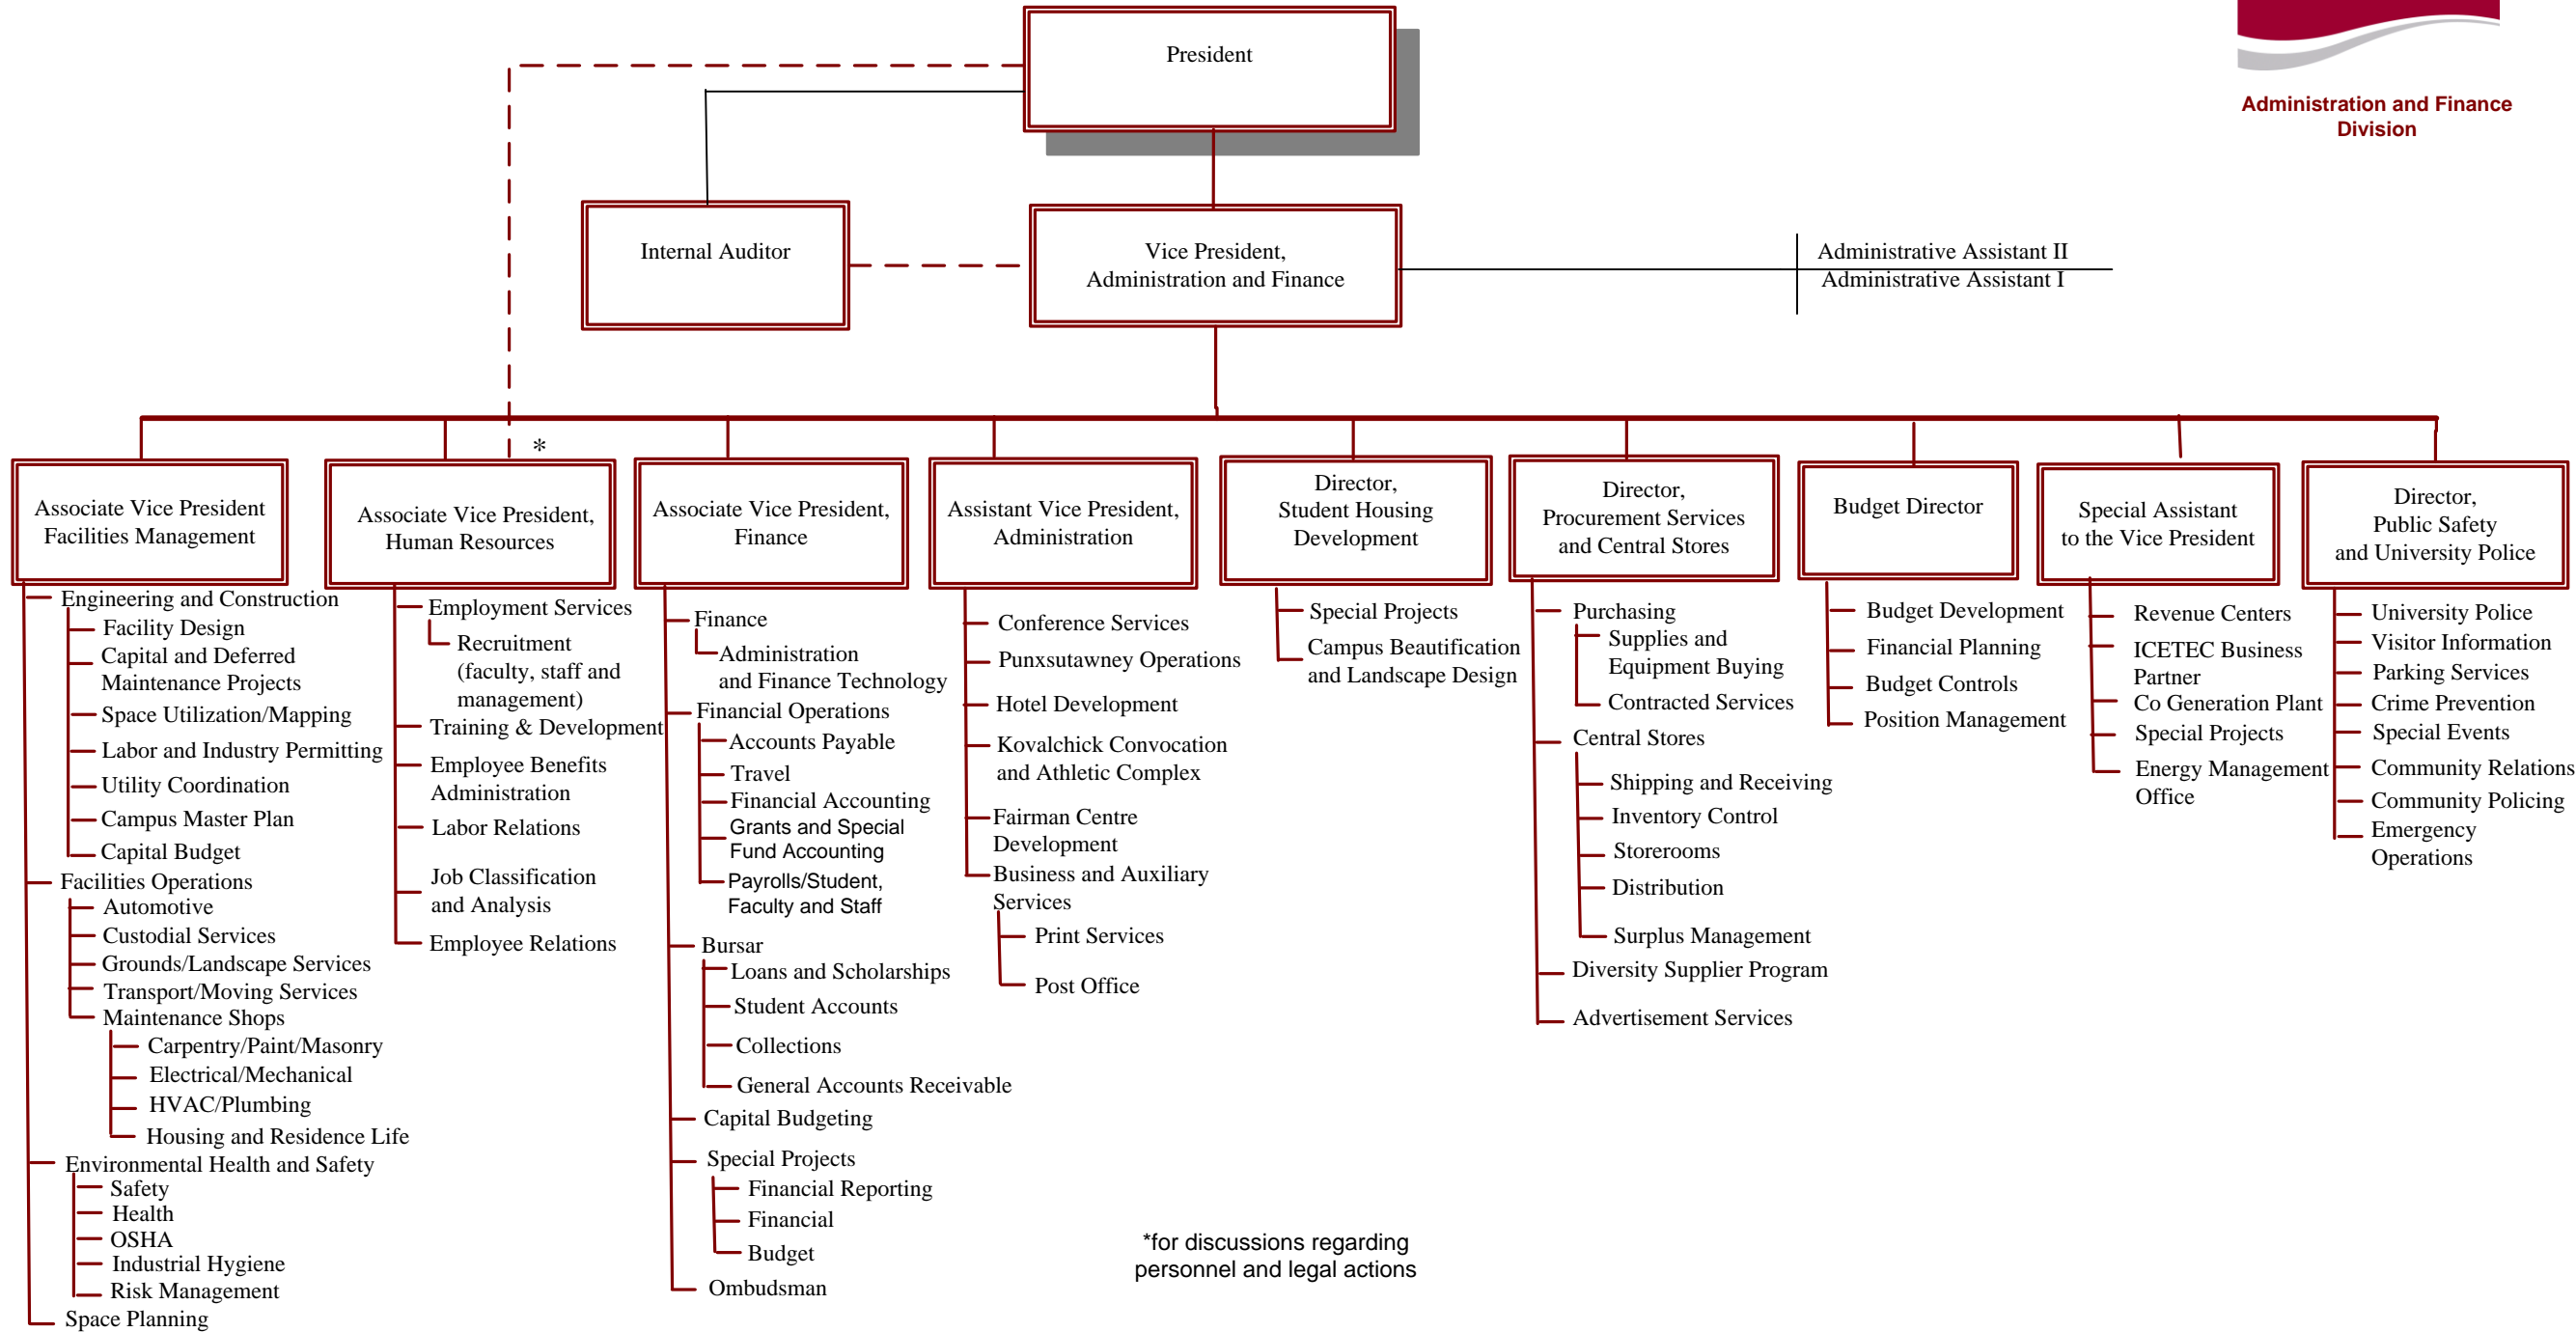 Administration and Finance
Division
President
Internal Auditor
Vice President,
Administration and Finance
Administrative Assistant II
Administrative Assistant I
*
Associate Vice President
Facilities Management
Engineering and Construction
Facility Design
Capital and Deferred
Maintenance Projects
Space Utilization/Mapping
Labor and Industry Permitting
Utility Coordination
Campus Master Plan
Capital Budget
Facilities Operations
Automotive
Custodial Services
Grounds/Landscape Services
Transport/Moving Services
Maintenance Shops
Carpentry/Paint/Masonry
Electrical/Mechanical
HVAC/Plumbing
Housing and Residence Life
Environmental Health and Safety
Safety
Health
OSHA
Industrial Hygiene
Risk Management
Space Planning
Associate Vice President,
Human Resources
Employment Services
Recruitment
(faculty, staff and
management)
Training & Development
Employee Benefits
Administration
Labor Relations
Job Classification
and Analysis
Employee Relations
Associate Vice President,
Finance
Finance
Administration
and Finance Technology
Financial Operations
Accounts Payable
Travel
Financial Accounting
Grants and Special
Fund Accounting
Payrolls/Student,
Faculty and Staff
Bursar
Loans and Scholarships
Student Accounts
Collections
General Accounts Receivable
Capital Budgeting
Special Projects
Financial Reporting
Financial
Budget
Ombudsman
Assistant Vice President,
Administration
Conference Services
Punxsutawney Operations
Hotel Development
Kovalchick Convocation
and Athletic Complex
Fairman Centre
Development
Business and Auxiliary
Services
Print Services
Post Office
Director,
Student Housing
Development
Special Projects
Campus Beautification
and Landscape Design
Director,
Procurement Services
and Central Stores
Purchasing
Supplies and
Equipment Buying
Contracted Services
Central Stores
Shipping and Receiving
Inventory Control
Storerooms
Distribution
Surplus Management
Diversity Supplier Program
Advertisement Services
Budget Director
Budget Development
Financial Planning
Budget Controls
Position Management
Special Assistant
to the Vice President
Revenue Centers
ICETEC Business
Partner
Co Generation Plant
Special Projects
Energy Management
Office
Director,
Public Safety
and University Police
University Police
Visitor Information
Parking Services
Crime Prevention
Special Events
Community Relations
Community Policing
Emergency
Operations
*for discussions regarding
personnel and legal actions